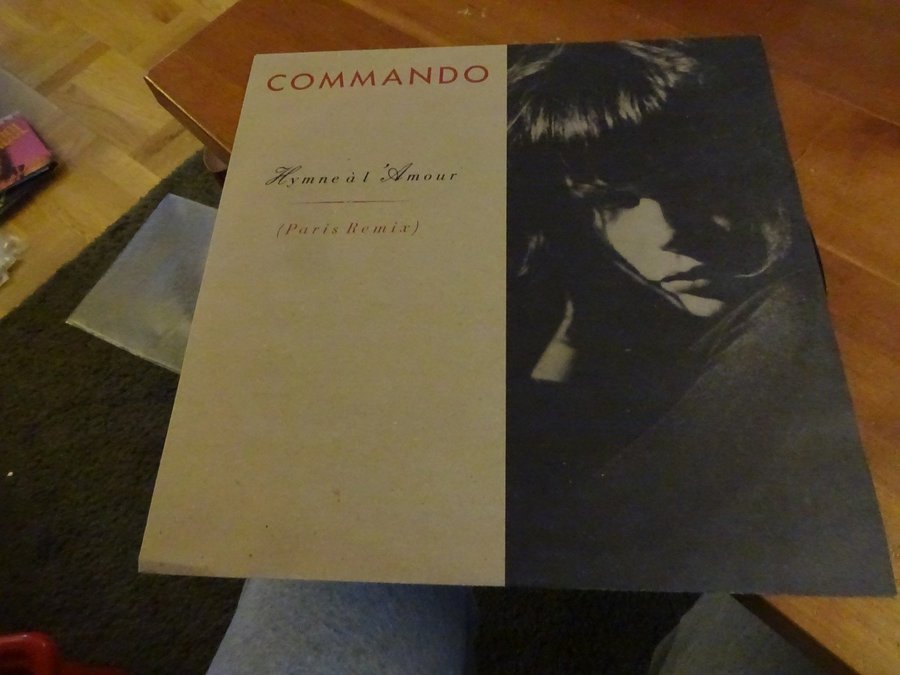 COMMANDO
Hymne à l'Amour
(Paris Remix)